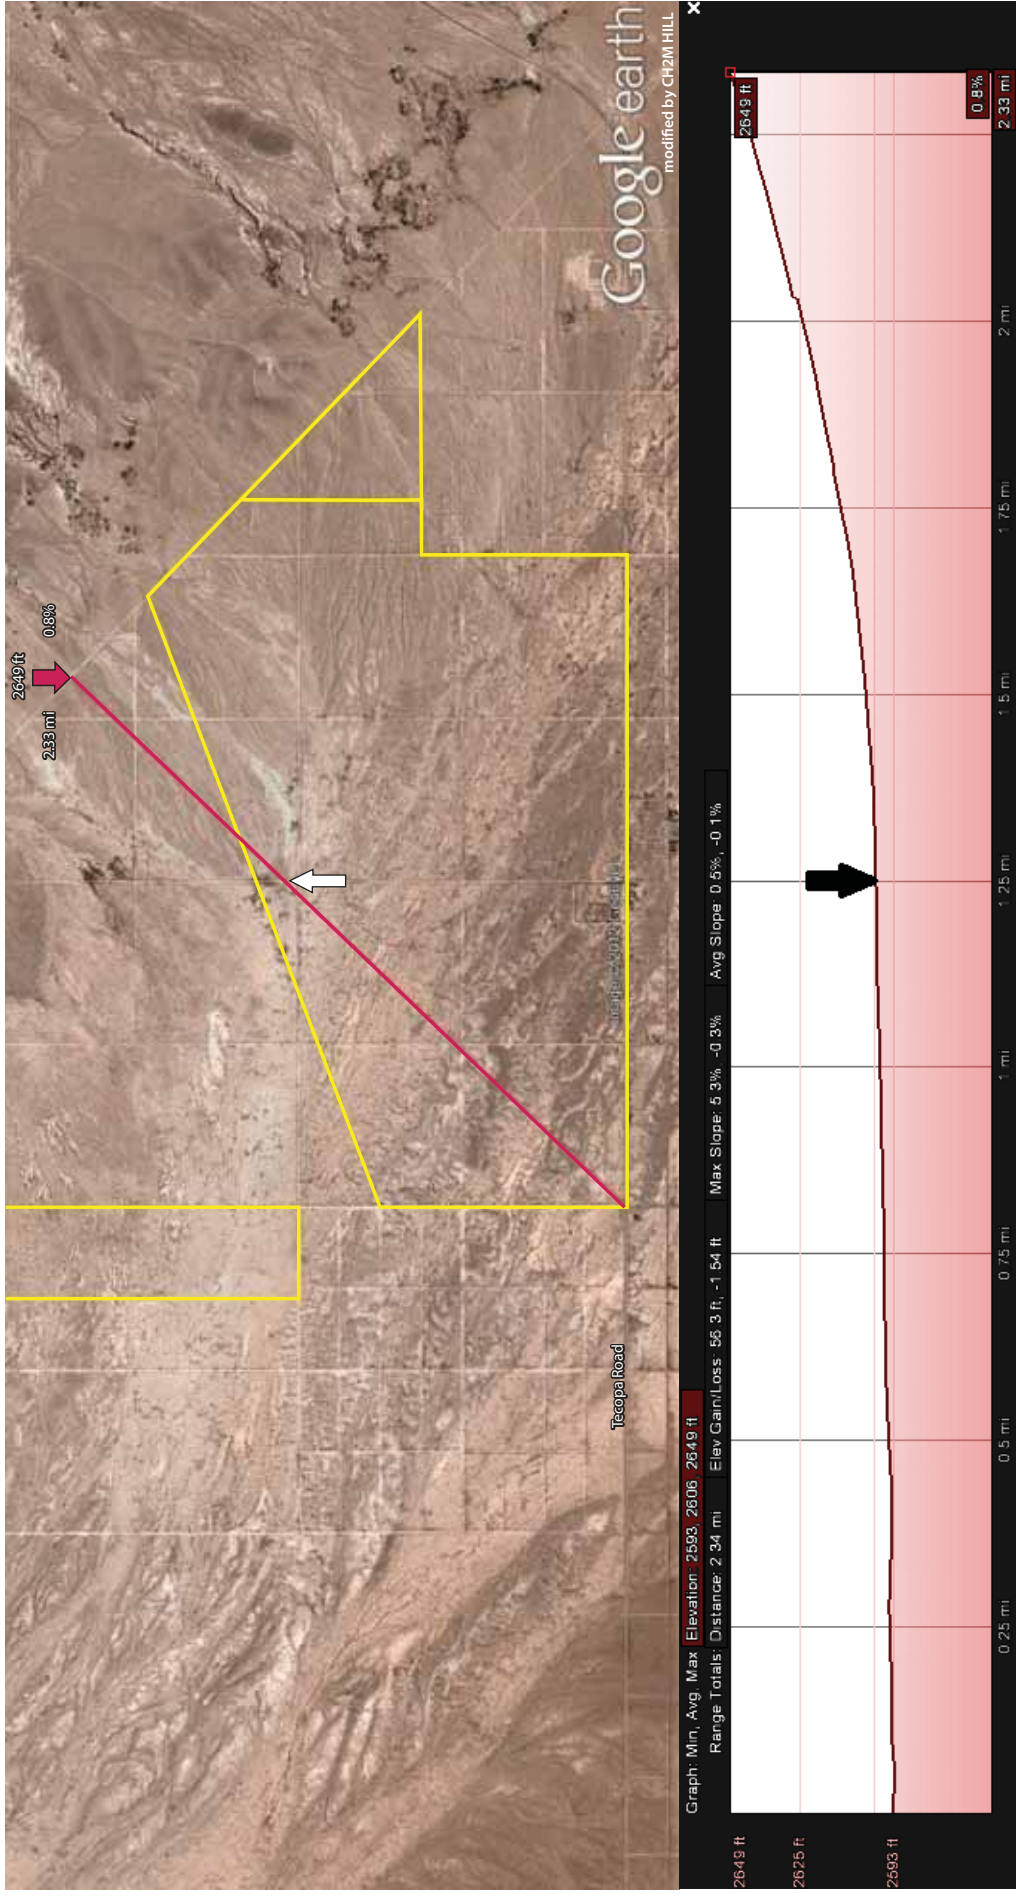 2649 ft
2.33 mi 0.8%
Tecopa Road
Google earth
modified by CH2M HILL
Graph: Min, Avg, Max Elevation: 2593, 2606, 2649 ft
Range Totals: Distance: 2.34 mi Elev Gain/Loss: 56.3 ft, -1.54 ft Max Slope: 5.3%, -0.3% Avg Slope: 0.5%, -0.1%
2649 ft
2649 ft
2625 ft
2593 ft
0.8%
0.25 mi 0.5 mi 0.75 mi 1 mi 1.25 mi 1.5 mi 1.75 mi 2 mi 2.33 mi